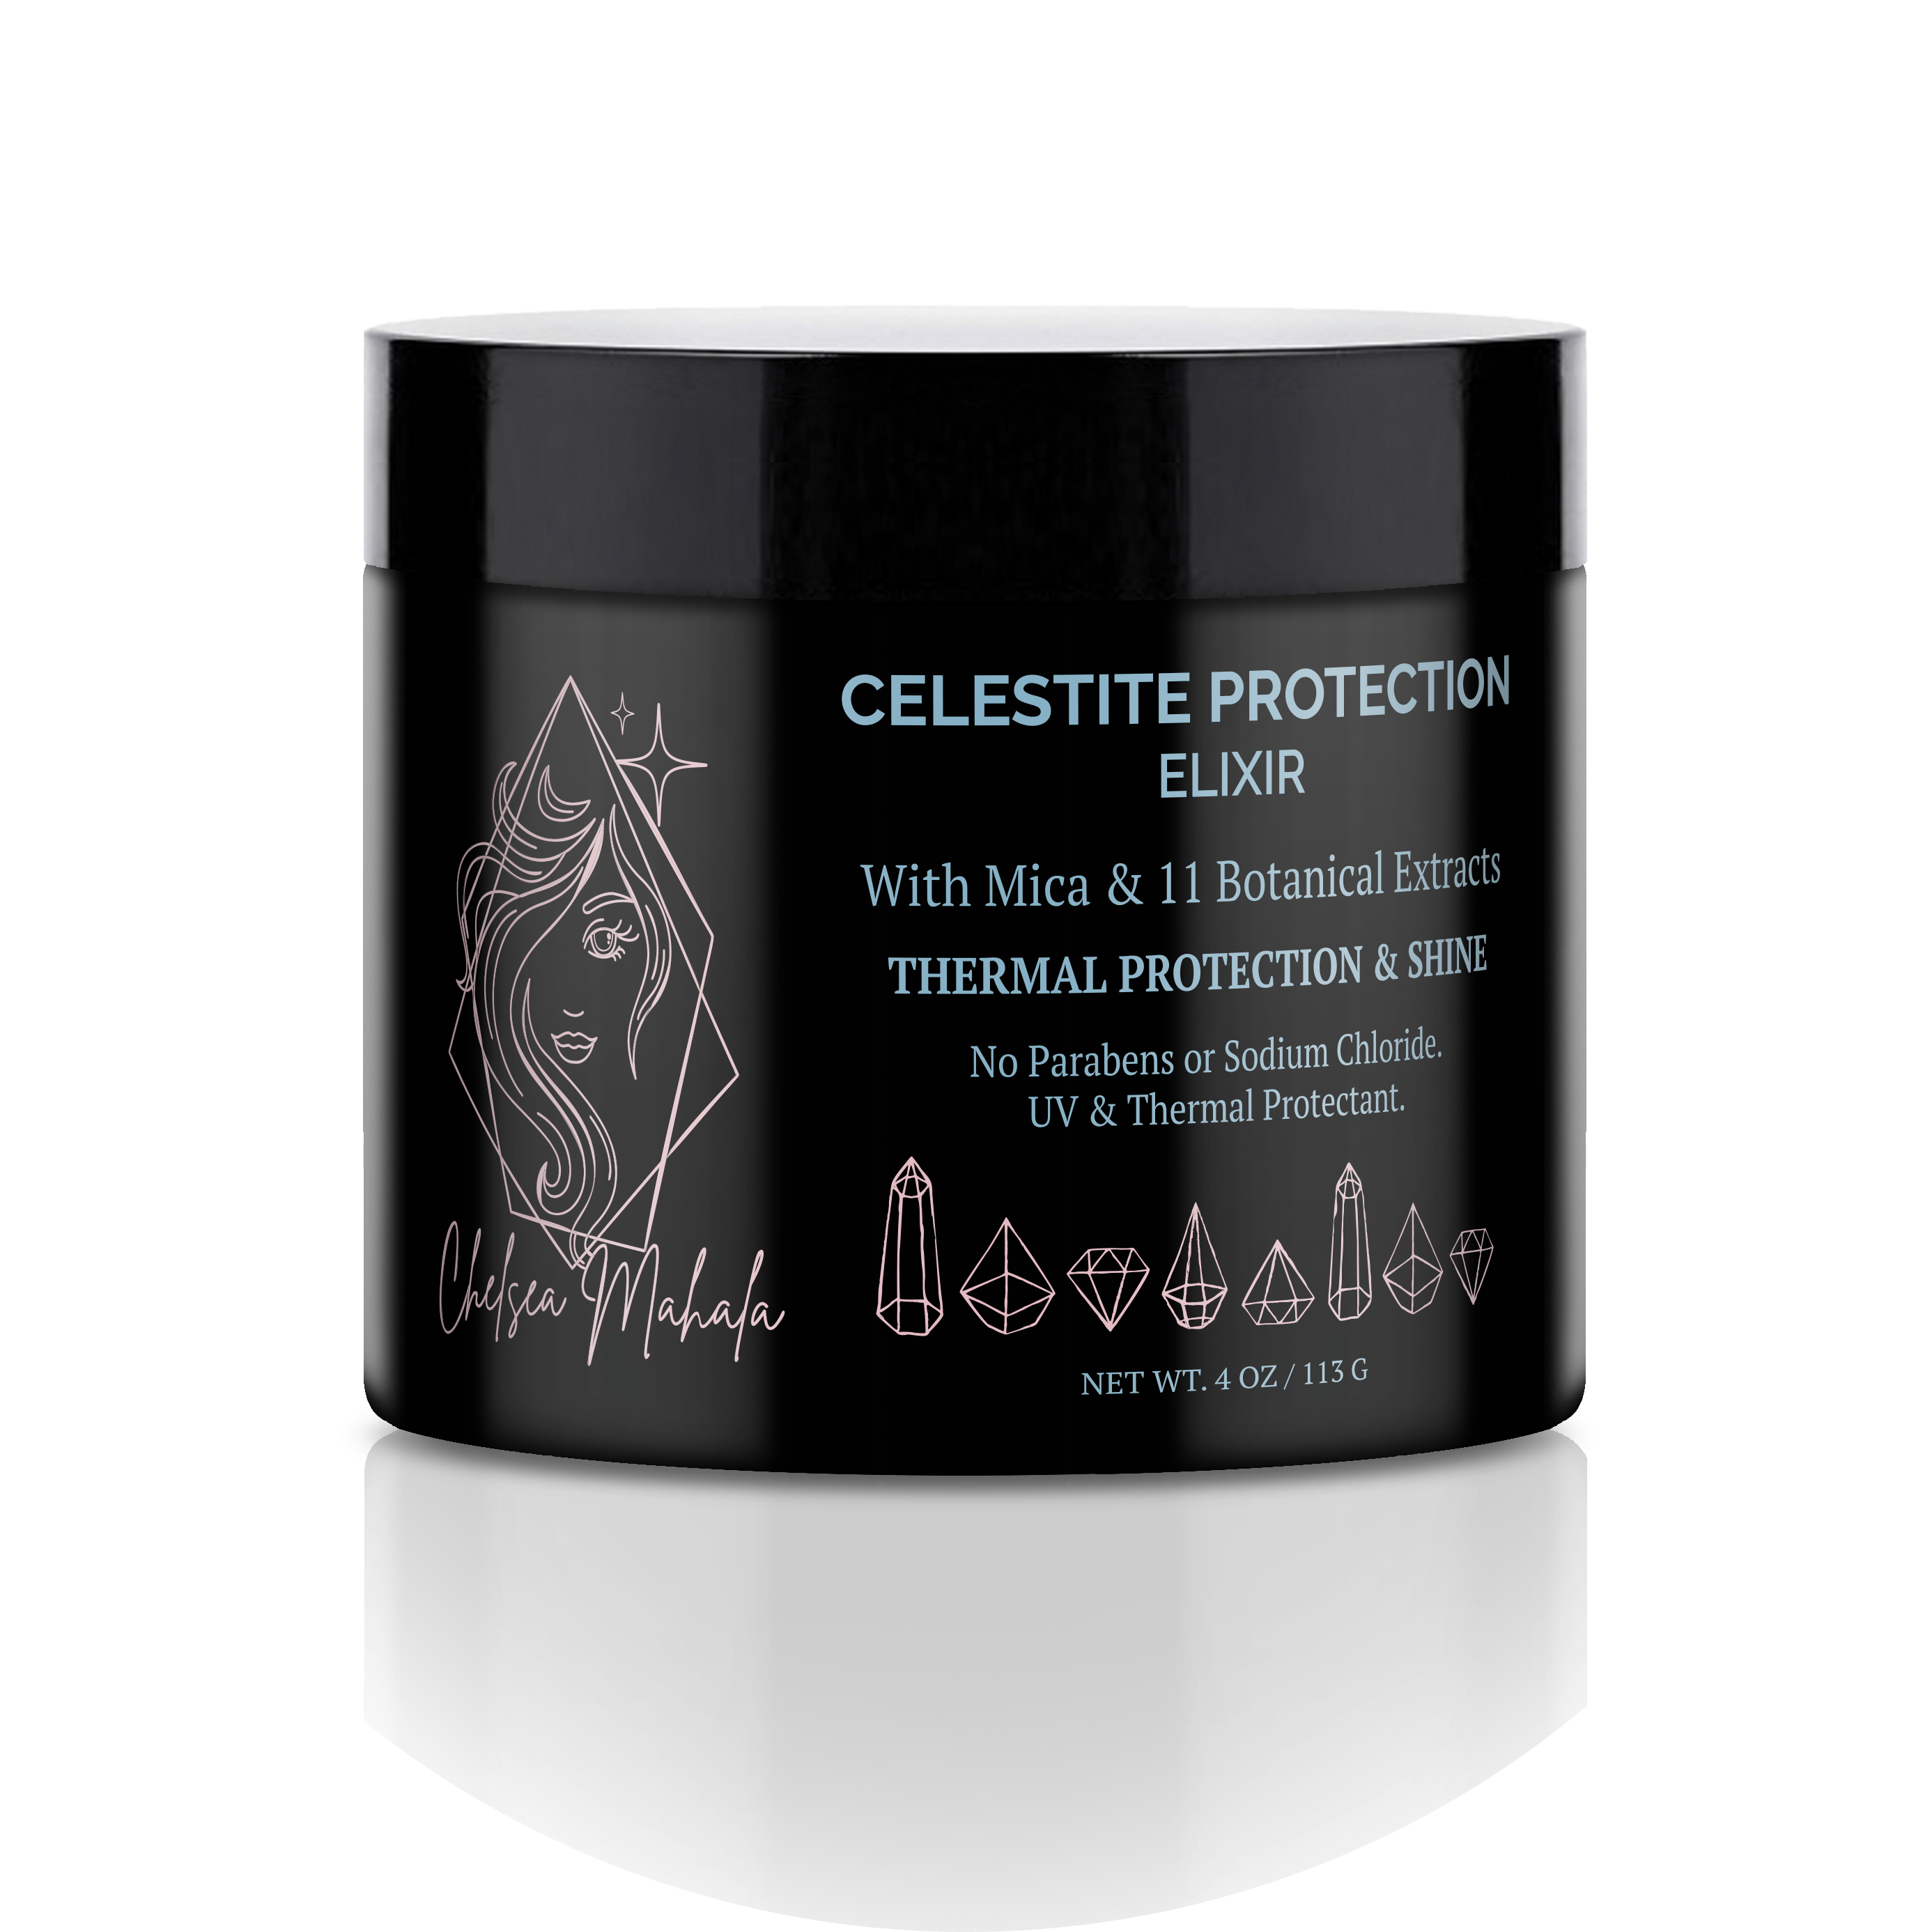 CELESTITE PROTECTION
ELIXIR
With Mica & 11 Botanical Extracts
THERMAL PROTECTION & SHINE
No Parabens or Sodium Chloride.
UV & Thermal Protectant.
Chelsea Mahala
NET WT. 4 OZ / 113 G